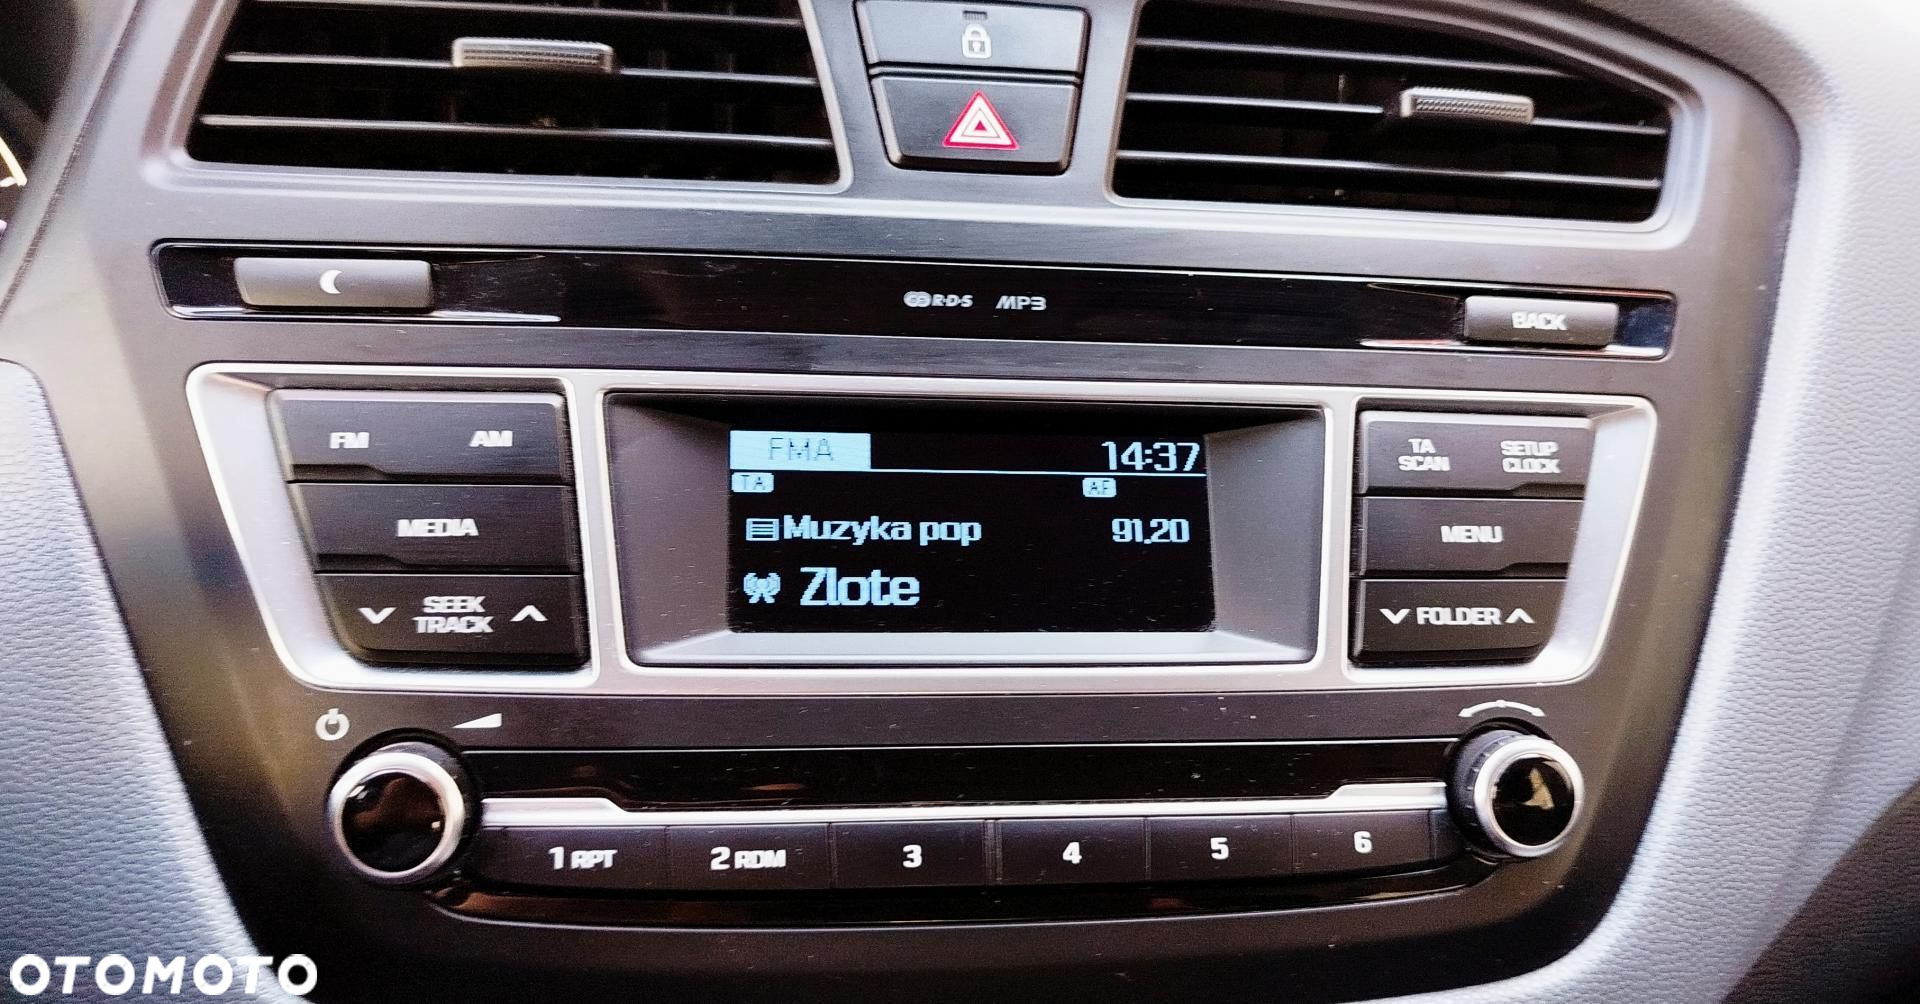 R·D·S MP3
BACK
FM AM
MEDIA
SEEK
TRACK
FMA 14:37
TA AF
Muzyka pop 91.20
Zlote
TA
SCAN
SETUP
CLOCK
MENU
FOLDER
1 RPT 2 RDM 3 4 5 6
OTOMOTO